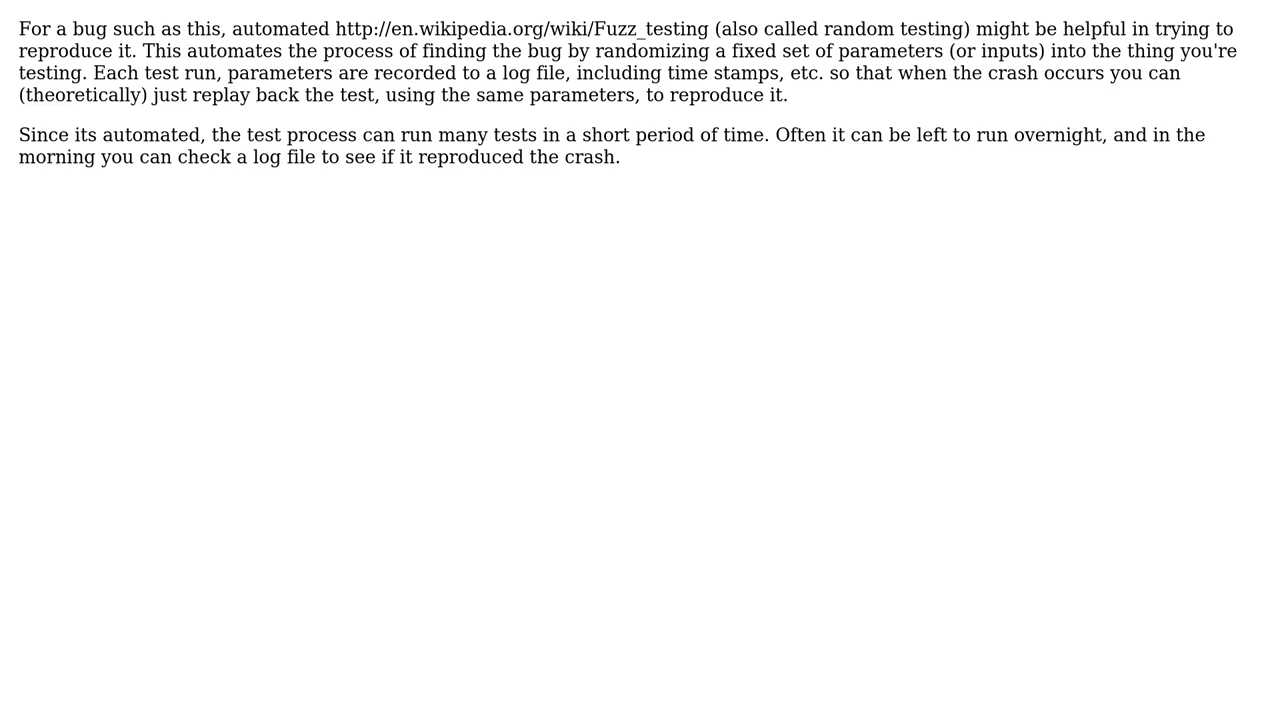 For a bug such as this, automated http://en.wikipedia.org/wiki/Fuzz_testing (also called random testing) might be helpful in trying to
reproduce it. This automates the process of finding the bug by randomizing a fixed set of parameters (or inputs) into the thing you're
testing. Each test run, parameters are recorded to a log file, including time stamps, etc. so that when the crash occurs you can
(theoretically) just replay back the test, using the same parameters, to reproduce it.
Since its automated, the test process can run many tests in a short period of time. Often it can be left to run overnight, and in the
morning you can check a log file to see if it reproduced the crash.